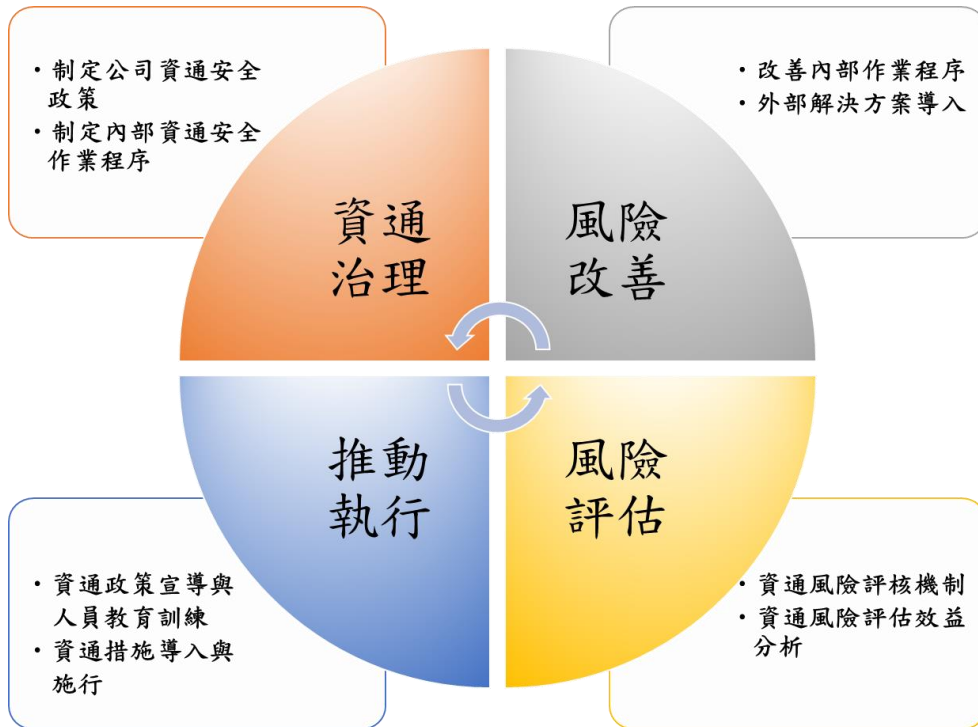 • 制定公司資通安全
政策
• 制定內部資通安全
作業程序
• 改善內部作業程序
• 外部解決方案導入
資通
治理
風險
改善
推動
執行
風險
評估
• 資通政策宣導與
人員教育訓練
• 資通措施導入與
施行
• 資通風險評核機制
• 資通風險評估效益
分析